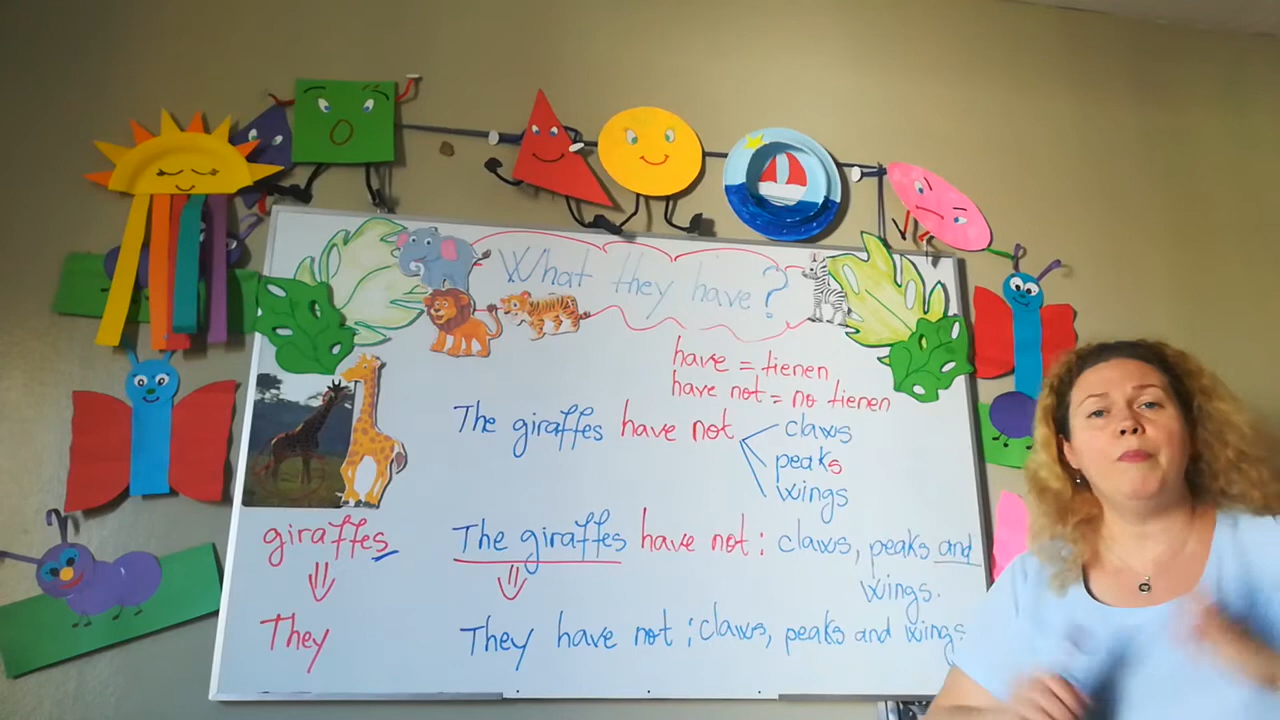 What they have?
have = tienen
have not = no tienen
The giraffes have not
claws
peaks
wings
giraffes
The giraffes have not: claws, peaks and
wings.
They
They have not: claws, peaks and wings.